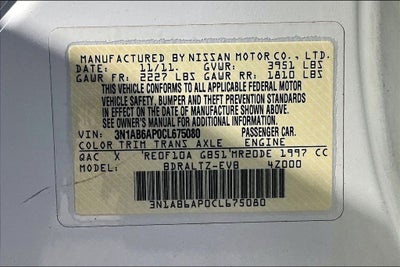 MANUFACTURED BY NISSAN MOTOR CO., LTD.
DATE: 11/11. GVWR: 3951 LBS
GAWR FR: 2227 LBS GAWR RR: 1810 LBS
THIS VEHICLE CONFORMS TO ALL APPLICABLE FEDERAL MOTOR
VEHICLE SAFETY, BUMPER AND THEFT PREVENTION STANDARDS
IN EFFECT ON THE DATE OF MANUFACTURE SHOWN ABOVE.
SEE OWNER'S MANUAL FOR ADDITIONAL INFORMATION.
VIN: 3N1AB6AP0CL675080 PASSENGER CAR.
COLOR TRIM TRANS AXLE ENGINE
QAC X RE0F10A GB51 MR20DE 1997 CC
MODEL: BDRALTZ-EVB 4Z000
3N1AB6AP0CL675080